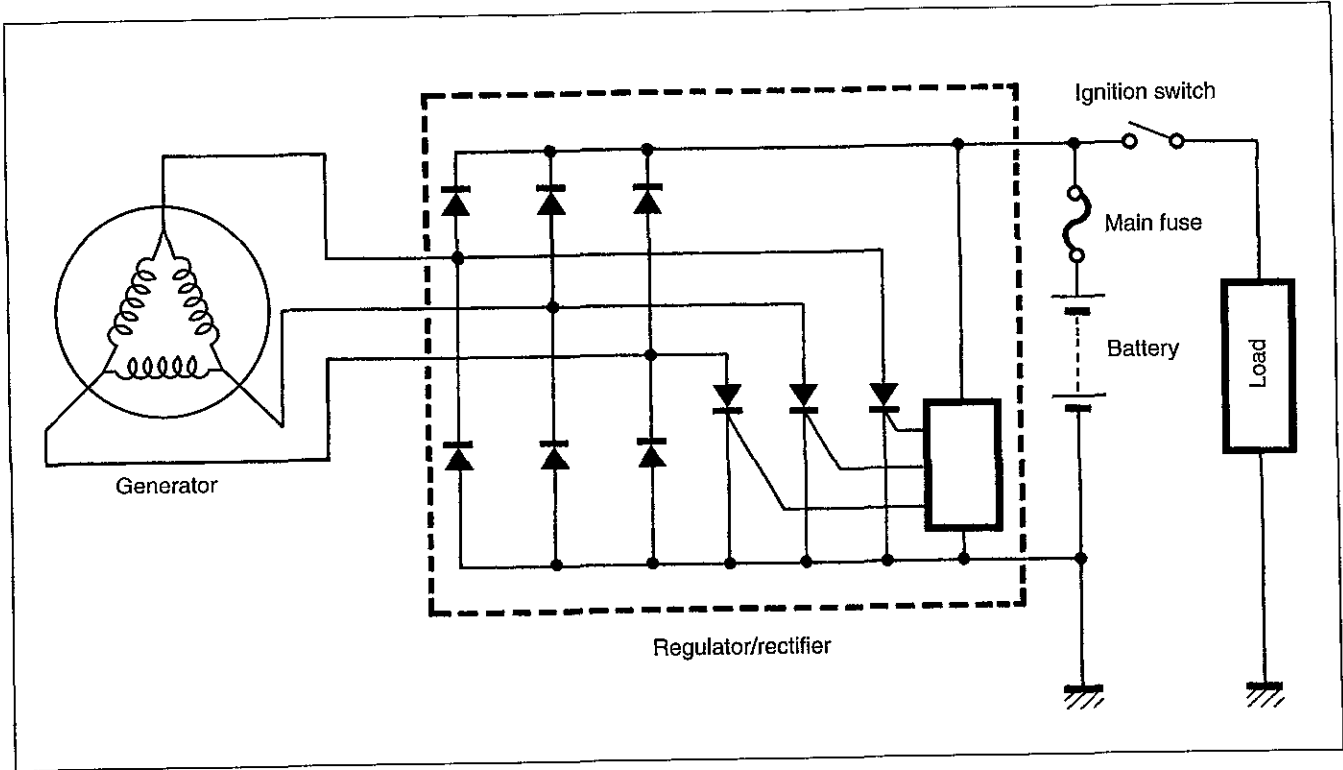 Ignition switch
Main fuse
Battery
Load
Generator
Regulator/rectifier